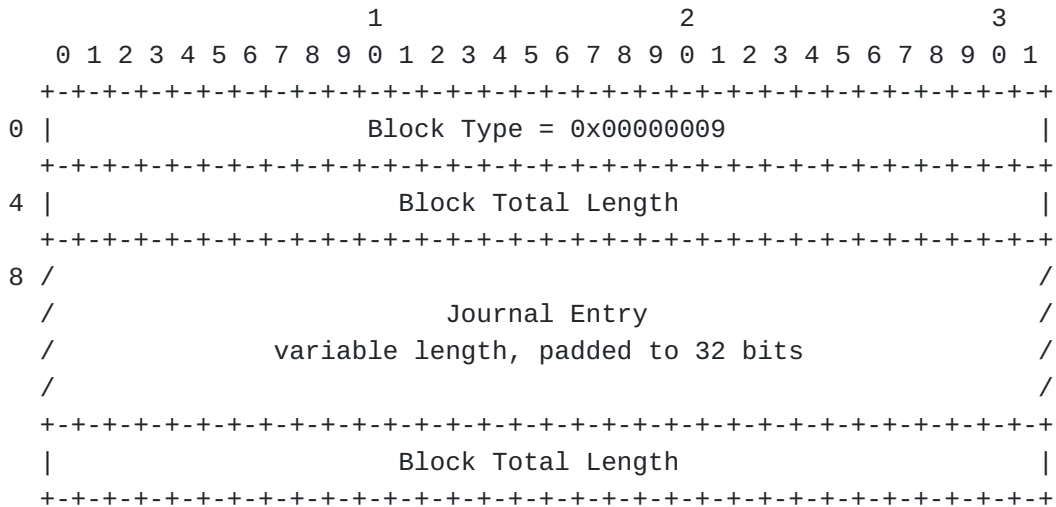 1                   2                   3
    0 1 2 3 4 5 6 7 8 9 0 1 2 3 4 5 6 7 8 9 0 1 2 3 4 5 6 7 8 9 0 1
   +-+-+-+-+-+-+-+-+-+-+-+-+-+-+-+-+-+-+-+-+-+-+-+-+-+-+-+-+-+-+-+-+
 0 |                    Block Type = 0x00000009                    |
   +-+-+-+-+-+-+-+-+-+-+-+-+-+-+-+-+-+-+-+-+-+-+-+-+-+-+-+-+-+-+-+-+
 4 |                      Block Total Length                       |
   +-+-+-+-+-+-+-+-+-+-+-+-+-+-+-+-+-+-+-+-+-+-+-+-+-+-+-+-+-+-+-+-+
 8 /                                                               /
   /                         Journal Entry                         /
   /              variable length, padded to 32 bits               /
   /                                                               /
   +-+-+-+-+-+-+-+-+-+-+-+-+-+-+-+-+-+-+-+-+-+-+-+-+-+-+-+-+-+-+-+-+
   |                      Block Total Length                       |
   +-+-+-+-+-+-+-+-+-+-+-+-+-+-+-+-+-+-+-+-+-+-+-+-+-+-+-+-+-+-+-+-+